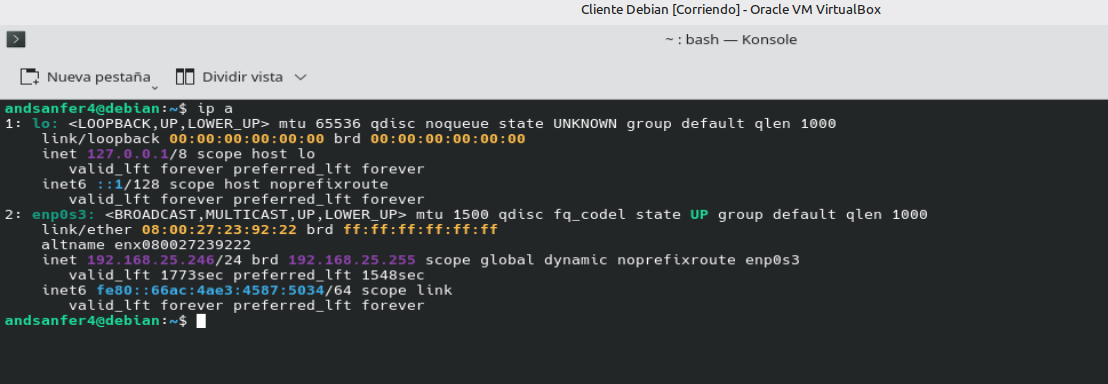 Cliente Debian [Corriendo] - Oracle VM VirtualBox
~ : bash — Konsole
Nueva pestaña Dividir vista
andsanfer4@debian:~$ ip a
1: lo: <LOOPBACK,UP,LOWER_UP> mtu 65536 qdisc noqueue state UNKNOWN group default qlen 1000
    link/loopback 00:00:00:00:00:00 brd 00:00:00:00:00:00
    inet 127.0.0.1/8 scope host lo
       valid_lft forever preferred_lft forever
    inet6 ::1/128 scope host noprefixroute
       valid_lft forever preferred_lft forever
2: enp0s3: <BROADCAST,MULTICAST,UP,LOWER_UP> mtu 1500 qdisc fq_codel state UP group default qlen 1000
    link/ether 08:00:27:23:92:22 brd ff:ff:ff:ff:ff:ff
    altname enx080027239222
    inet 192.168.25.246/24 brd 192.168.25.255 scope global dynamic noprefixroute enp0s3
       valid_lft 1773sec preferred_lft 1548sec
    inet6 fe80::66ac:4ae3:4587:5034/64 scope link
       valid_lft forever preferred_lft forever
andsanfer4@debian:~$